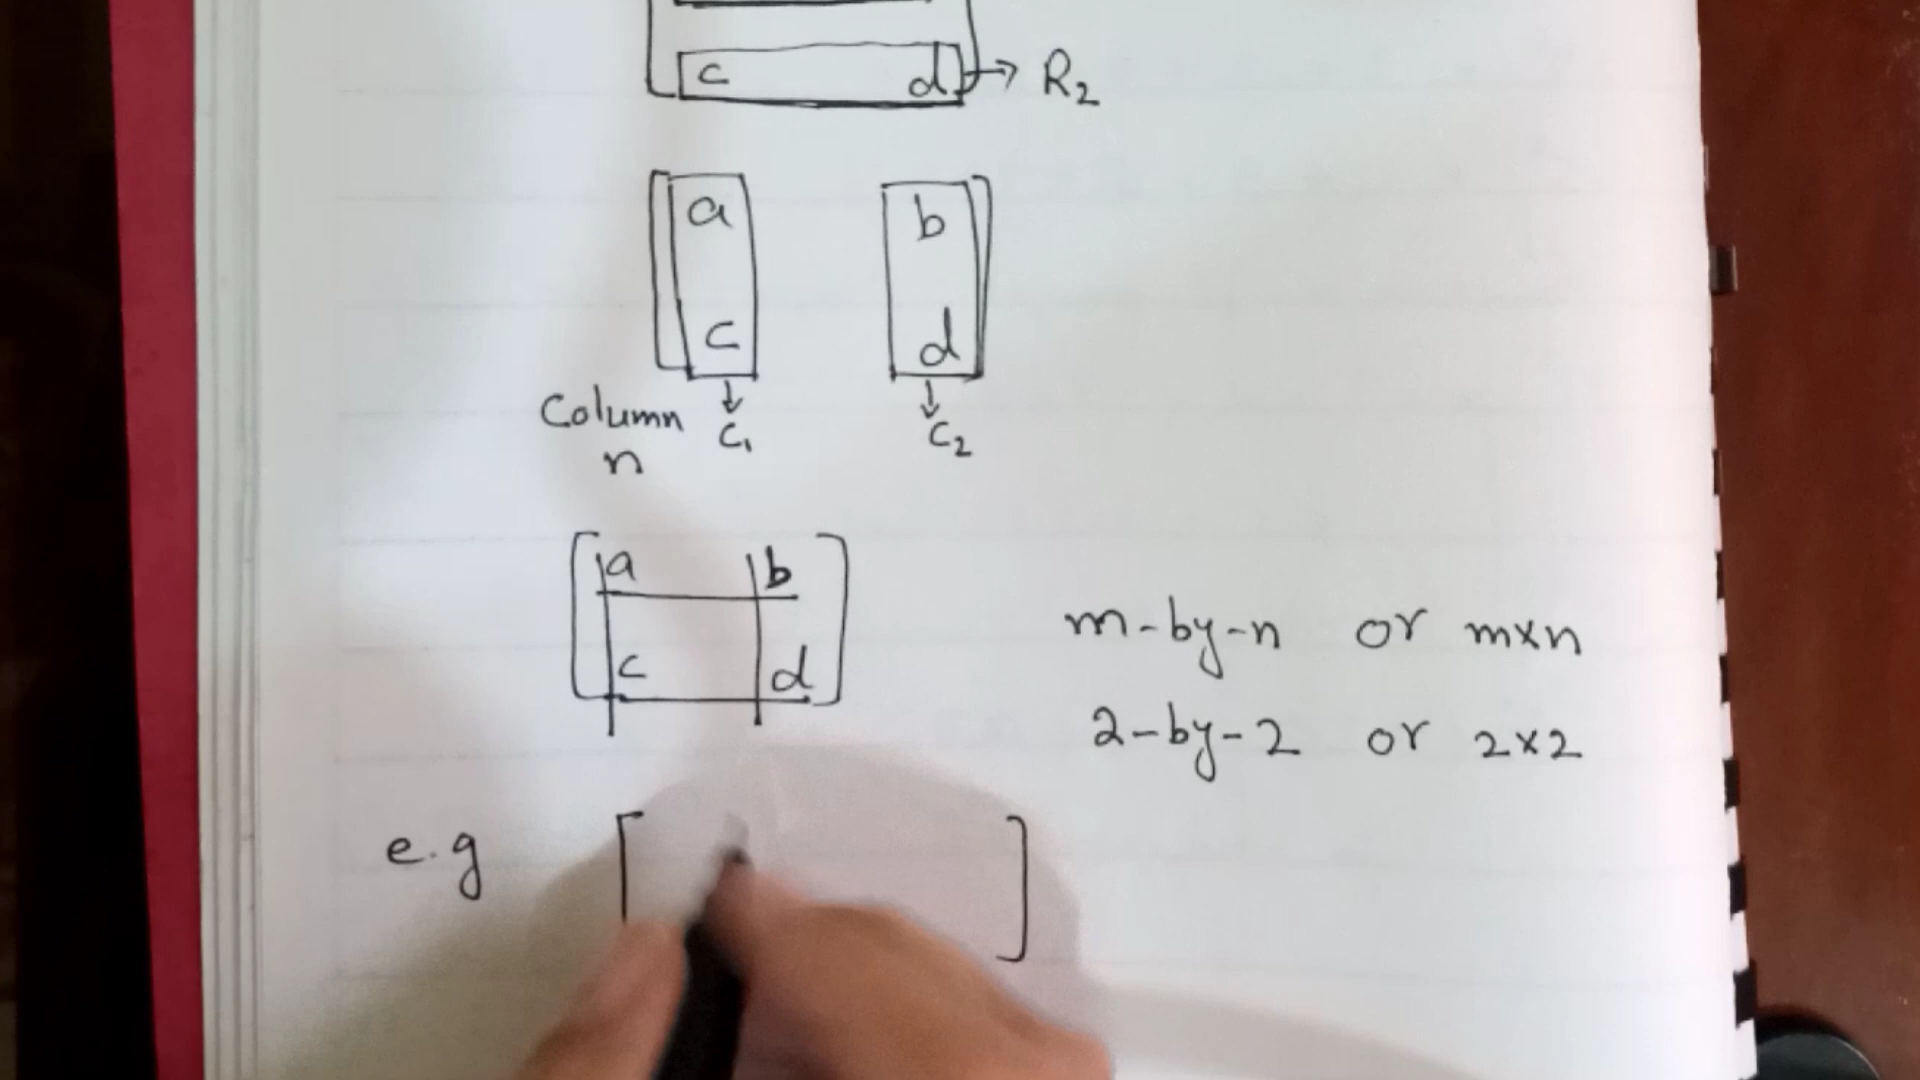 c d → R₂
a b
c d
↓ ↓
Column C₁ C₂
n
a b
c d
m-by-n or m×n
2-by-2 or 2×2
e.g [ ]